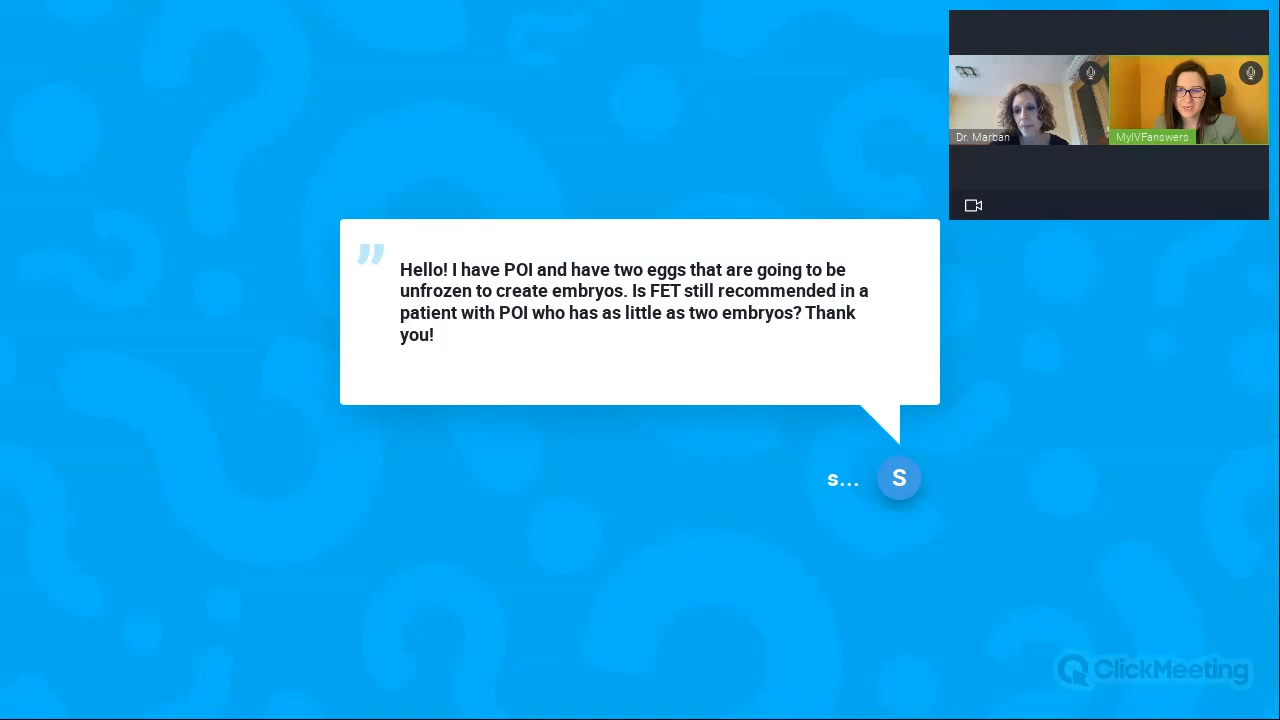 Dr. Marban
MyIVFanswers
”
Hello! I have POI and have two eggs that are going to be
unfrozen to create embryos. Is FET still recommended in a
patient with POI who has as little as two embryos? Thank
you!
s...
S
ClickMeeting